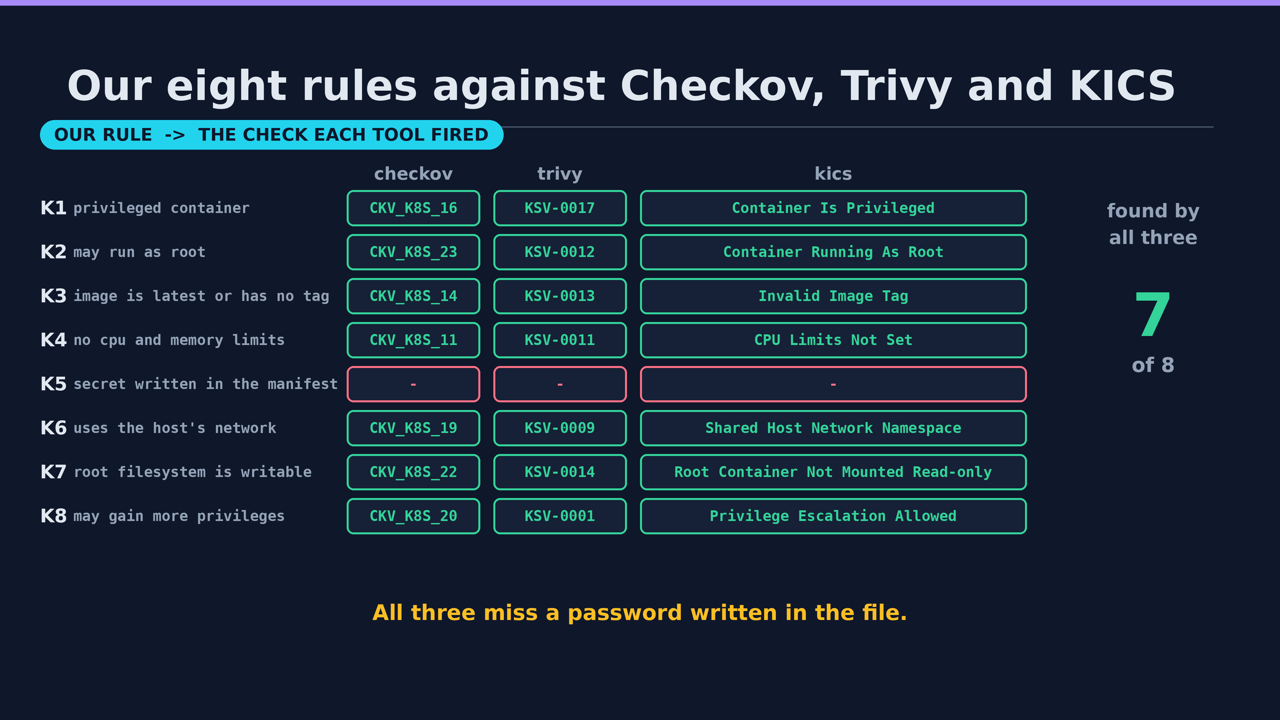 Our eight rules against Checkov, Trivy and KICS
OUR RULE -> THE CHECK EACH TOOL FIRED
checkov trivy kics
K1 privileged container CKV_K8S_16 KSV-0017 Container Is Privileged
K2 may run as root CKV_K8S_23 KSV-0012 Container Running As Root
K3 image is latest or has no tag CKV_K8S_14 KSV-0013 Invalid Image Tag
K4 no cpu and memory limits CKV_K8S_11 KSV-0011 CPU Limits Not Set
K5 secret written in the manifest - - -
K6 uses the host's network CKV_K8S_19 KSV-0009 Shared Host Network Namespace
K7 root filesystem is writable CKV_K8S_22 KSV-0014 Root Container Not Mounted Read-only
K8 may gain more privileges CKV_K8S_20 KSV-0001 Privilege Escalation Allowed
found by
all three
7
of 8
All three miss a password written in the file.